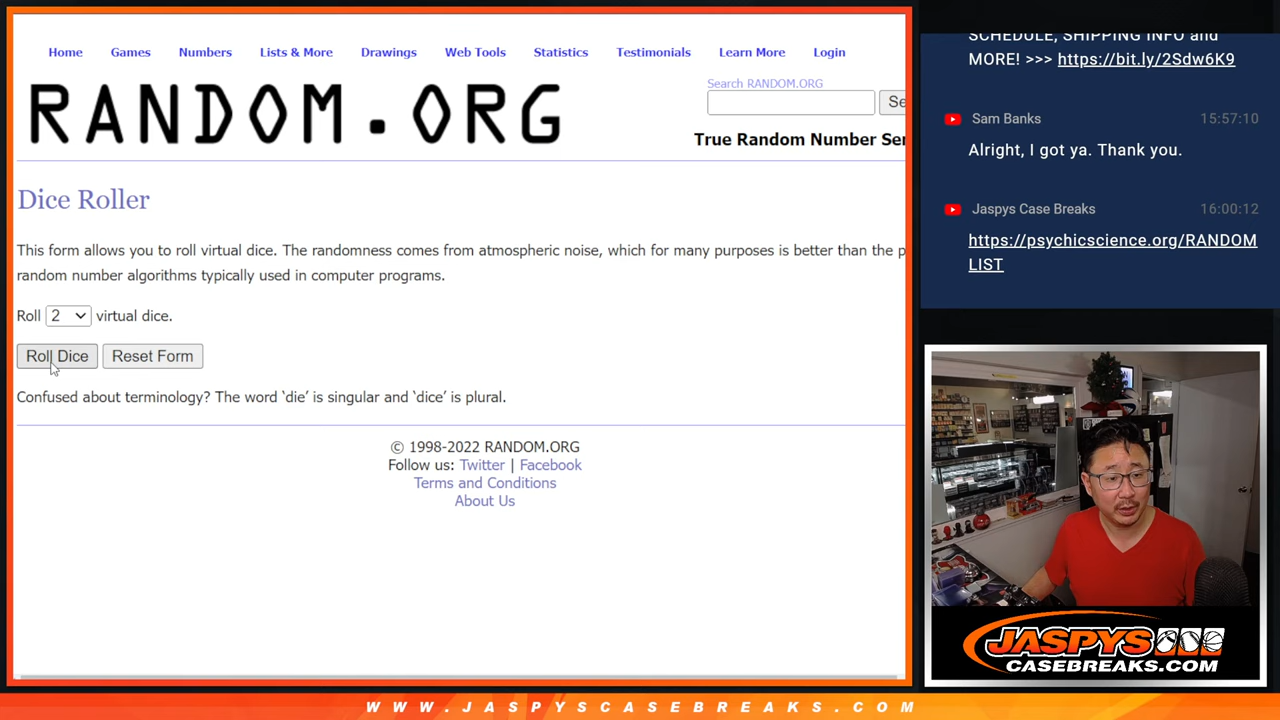 Home Games Numbers Lists & More Drawings Web Tools Statistics Testimonials Learn More Login
RANDOM.ORG
Search RANDOM.ORG
Se
True Random Number Ser
Dice Roller
This form allows you to roll virtual dice. The randomness comes from atmospheric noise, which for many purposes is better than the p
random number algorithms typically used in computer programs.
Roll 2 virtual dice.
Roll Dice Reset Form
Confused about terminology? The word ‘die’ is singular and ‘dice’ is plural.
© 1998-2022 RANDOM.ORG
Follow us: Twitter | Facebook
Terms and Conditions
About Us
SCHEDULE, SHIPPING INFO and
MORE! >>> https://bit.ly/2Sdw6K9
Sam Banks 15:57:10
Alright, I got ya. Thank you.
Jaspys Case Breaks 16:00:12
https://psychicscience.org/RANDOM
LIST
JASPYS
CASEBREAKS.COM
WWW.JASPYSCASEBREAKS.COM